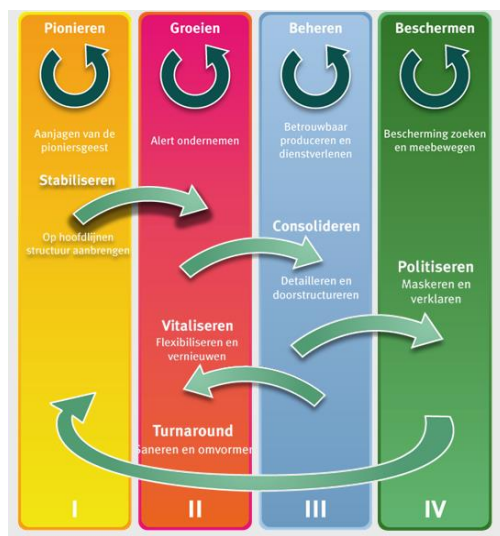 Pionieren
Groeien
Beheren
Beschermen
Aanjagen van de
pioniersgeest
Alert ondernemen
Betrouwbaar
produceren en
dienstverlenen
Bescherming zoeken
en meebewegen
Stabiliseren
Op hoofdlijnen
structuur aanbrengen
Consolideren
Detailleren en
doorstructureren
Politiseren
Maskeren en
verklaren
Vitaliseren
Flexibiliseren en
vernieuwen
Turnaround
Saneren en omvormen
I
II
III
IV